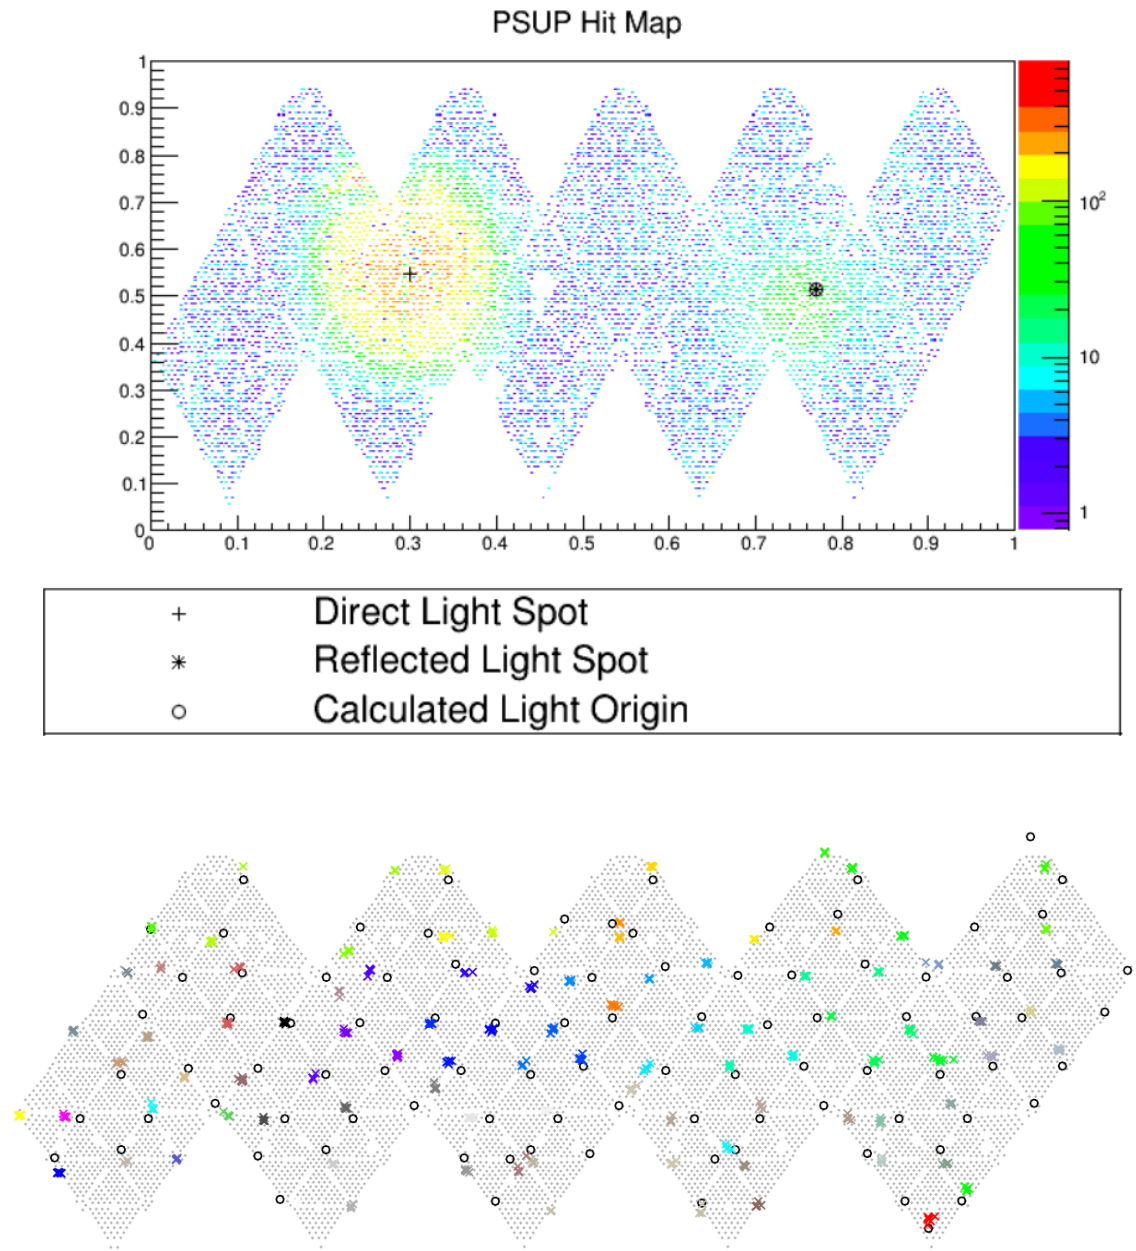 PSUP Hit Map
1
0.9
0.8
0.7
0.6
0.5
0.4
0.3
0.2
0.1
0
0 0.1 0.2 0.3 0.4 0.5 0.6 0.7 0.8 0.9 1
10²
10
1
Direct Light Spot
Reflected Light Spot
Calculated Light Origin